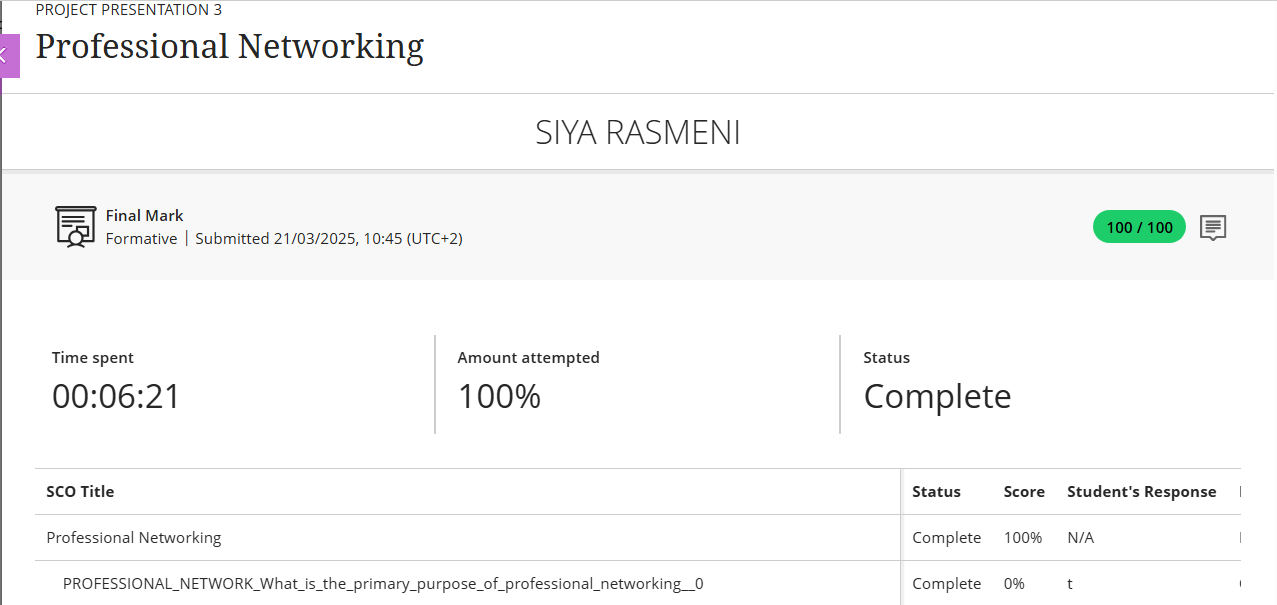 PROJECT PRESENTATION 3
Professional Networking
SIYA RASMENI
Final Mark
Formative | Submitted 21/03/2025, 10:45 (UTC+2)
100 / 100
Time spent
00:06:21
Amount attempted
100%
Status
Complete
SCO Title Status Score Student's Response
Professional Networking Complete 100% N/A
PROFESSIONAL_NETWORK_What_is_the_primary_purpose_of_professional_networking__0 Complete 0% t